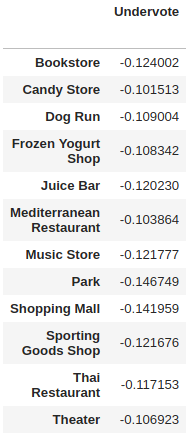 Undervote
Bookstore -0.124002
Candy Store -0.101513
Dog Run -0.109004
Frozen Yogurt
Shop -0.108342
Juice Bar -0.120230
Mediterranean
Restaurant -0.103864
Music Store -0.121777
Park -0.146749
Shopping Mall -0.141959
Sporting
Goods Shop -0.121676
Thai
Restaurant -0.117153
Theater -0.106923